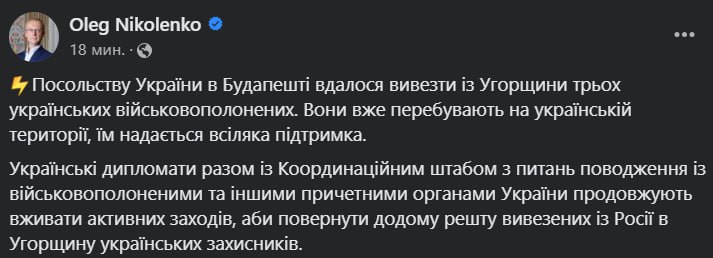 Oleg Nikolenko
18 мин. ·
⚡Посольству України в Будапешті вдалося вивезти із Угорщини трьох
українських військовополонених. Вони вже перебувають на українській
території, їм надається всіляка підтримка.
Українські дипломати разом із Координаційним штабом з питань поводження із
військовополоненими та іншими причетними органами України продовжують
вживати активних заходів, аби повернути додому решту вивезених із Росії в
Угорщину українських захисників.